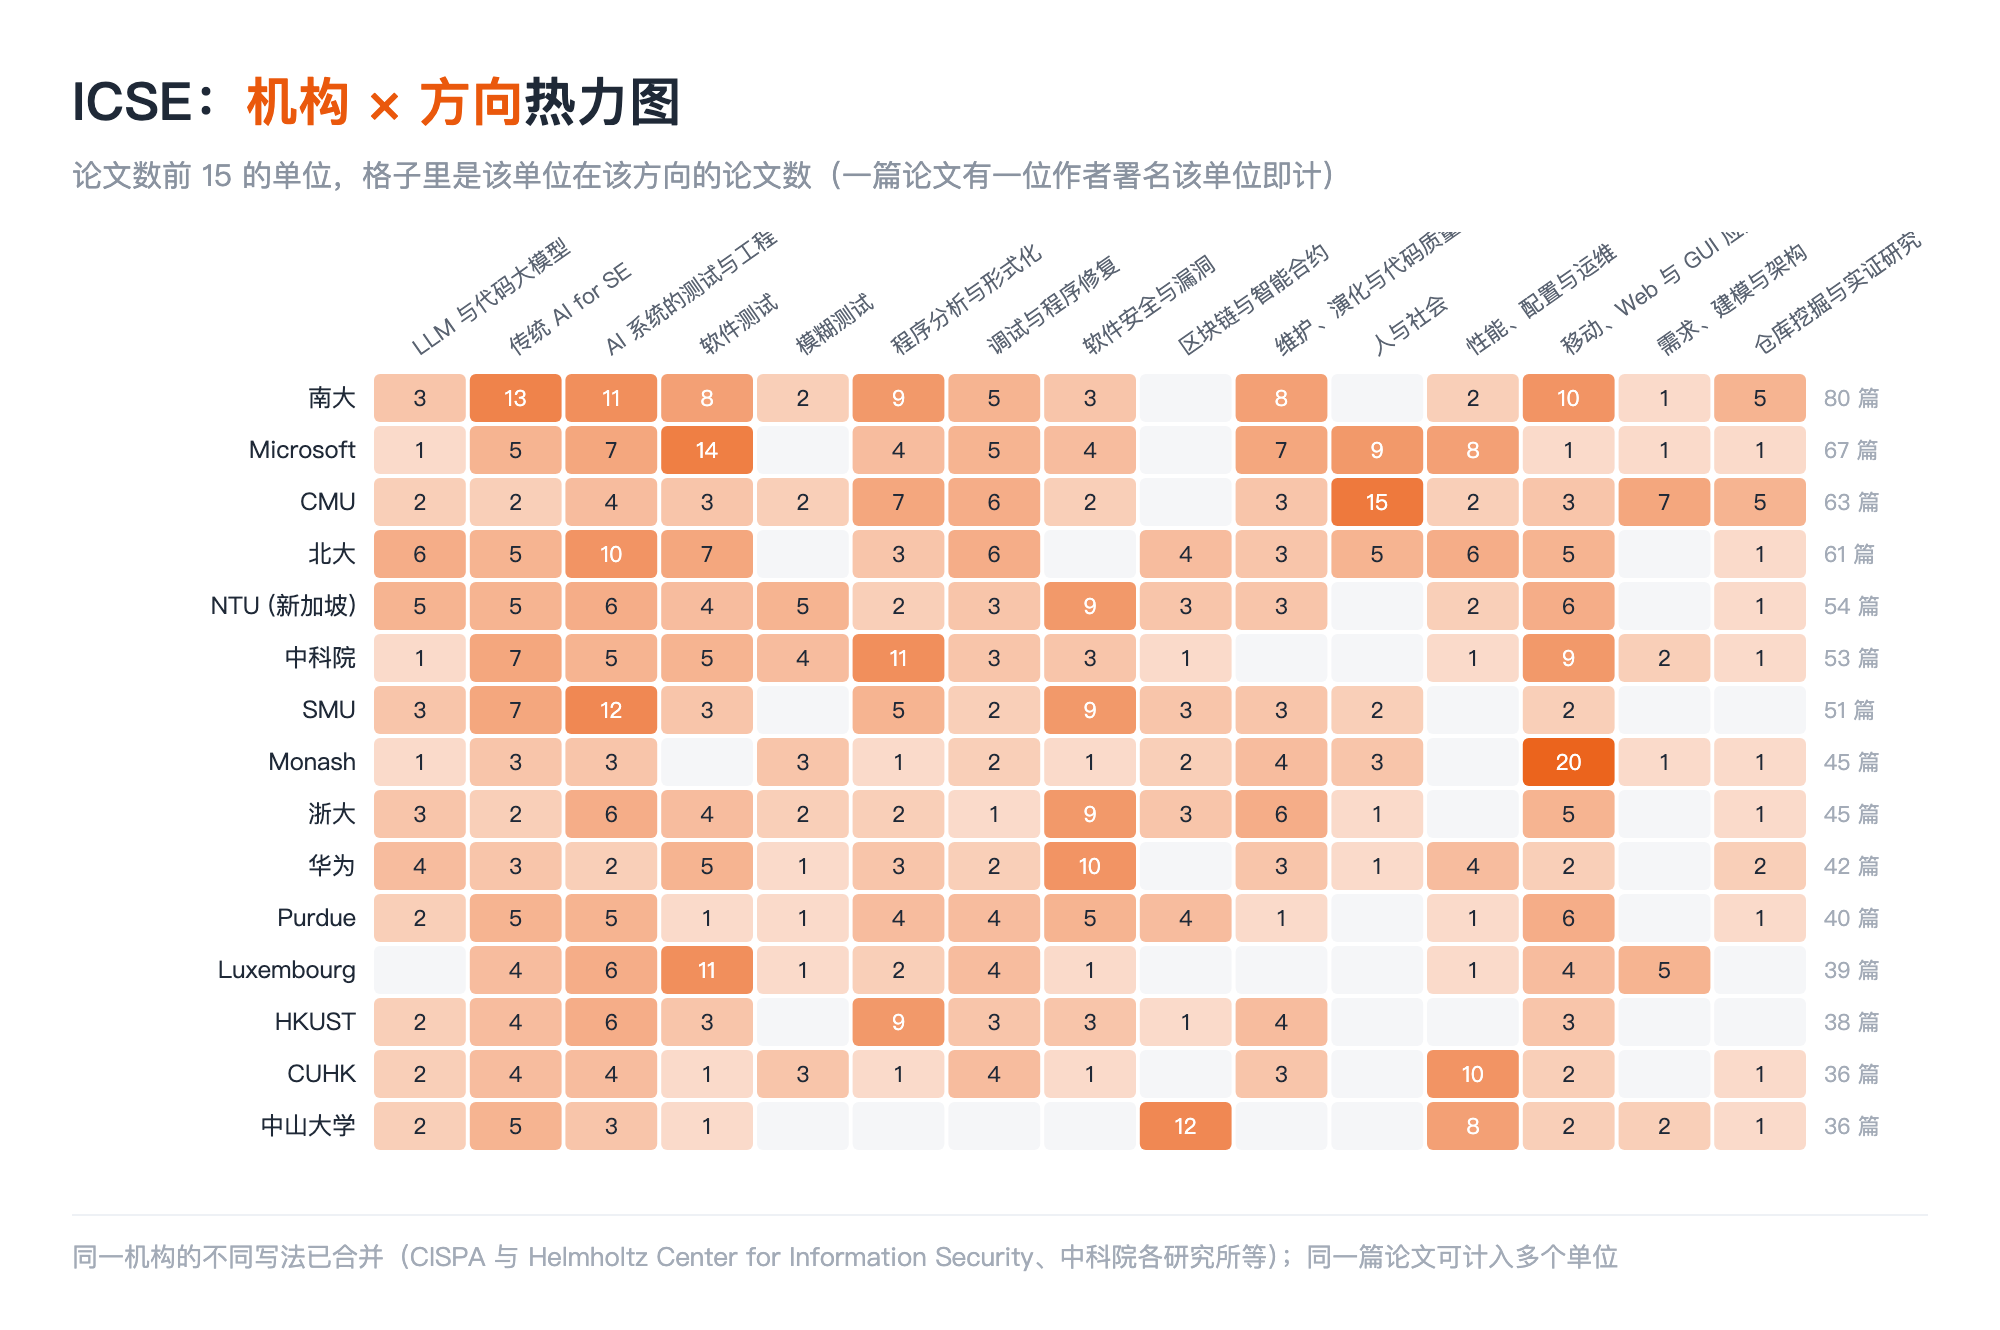 ICSE：机构 × 方向热力图
论文数前 15 的单位，格子里是该单位在该方向的论文数（一篇论文有一位作者署名该单位即计）
LLM 与代码大模型
传统 AI for SE
AI 系统的测试与工程
软件测试
模糊测试
程序分析与形式化
调试与程序修复
软件安全与漏洞
区块链与智能合约
维护、演化与代码质量
人与社会
性能、配置与运维
移动、Web 与 GUI
需求、建模与架构
仓库挖掘与实证研究
南大 3 13 11 8 2 9 5 3 8 2 10 1 5 80 篇
Microsoft 1 5 7 14 4 5 4 7 9 8 1 1 1 67 篇
CMU 2 2 4 3 2 7 6 2 3 15 2 3 7 5 63 篇
北大 6 5 10 7 3 6 4 3 5 6 5 1 61 篇
NTU (新加坡) 5 5 6 4 5 2 3 9 3 3 2 6 1 54 篇
中科院 1 7 5 5 4 11 3 3 1 1 9 2 1 53 篇
SMU 3 7 12 3 5 2 9 3 3 2 2 51 篇
Monash 1 3 3 3 1 2 1 2 4 3 20 1 1 45 篇
浙大 3 2 6 4 2 2 1 9 3 6 1 5 1 45 篇
华为 4 3 2 5 1 3 2 10 3 1 4 2 2 42 篇
Purdue 2 5 5 1 1 4 4 5 4 1 1 6 1 40 篇
Luxembourg 4 6 11 1 2 4 1 1 4 5 39 篇
HKUST 2 4 6 3 9 3 3 1 4 3 38 篇
CUHK 2 4 4 1 3 1 4 1 3 10 2 1 36 篇
中山大学 2 5 3 1 12 8 2 2 1 36 篇
同一机构的不同写法已合并（CISPA 与 Helmholtz Center for Information Security、中科院各研究所等）；同一篇论文可计入多个单位